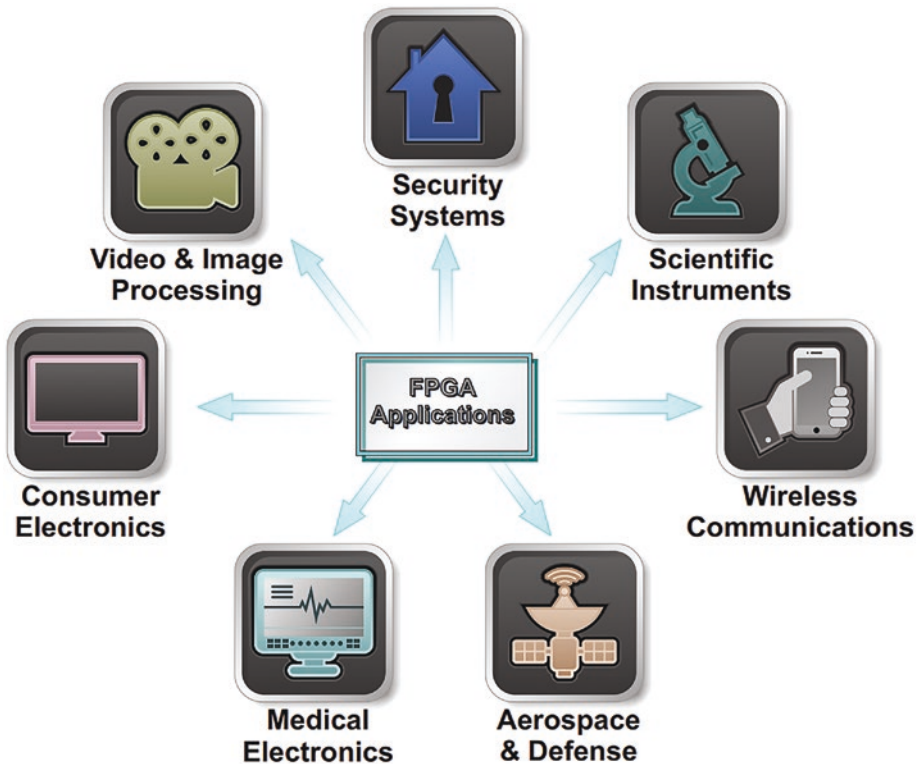 Security
Systems
Video & Image
Processing
Scientific
Instruments
FPGA
Applications
Consumer
Electronics
Wireless
Communications
Medical
Electronics
Aerospace
& Defense